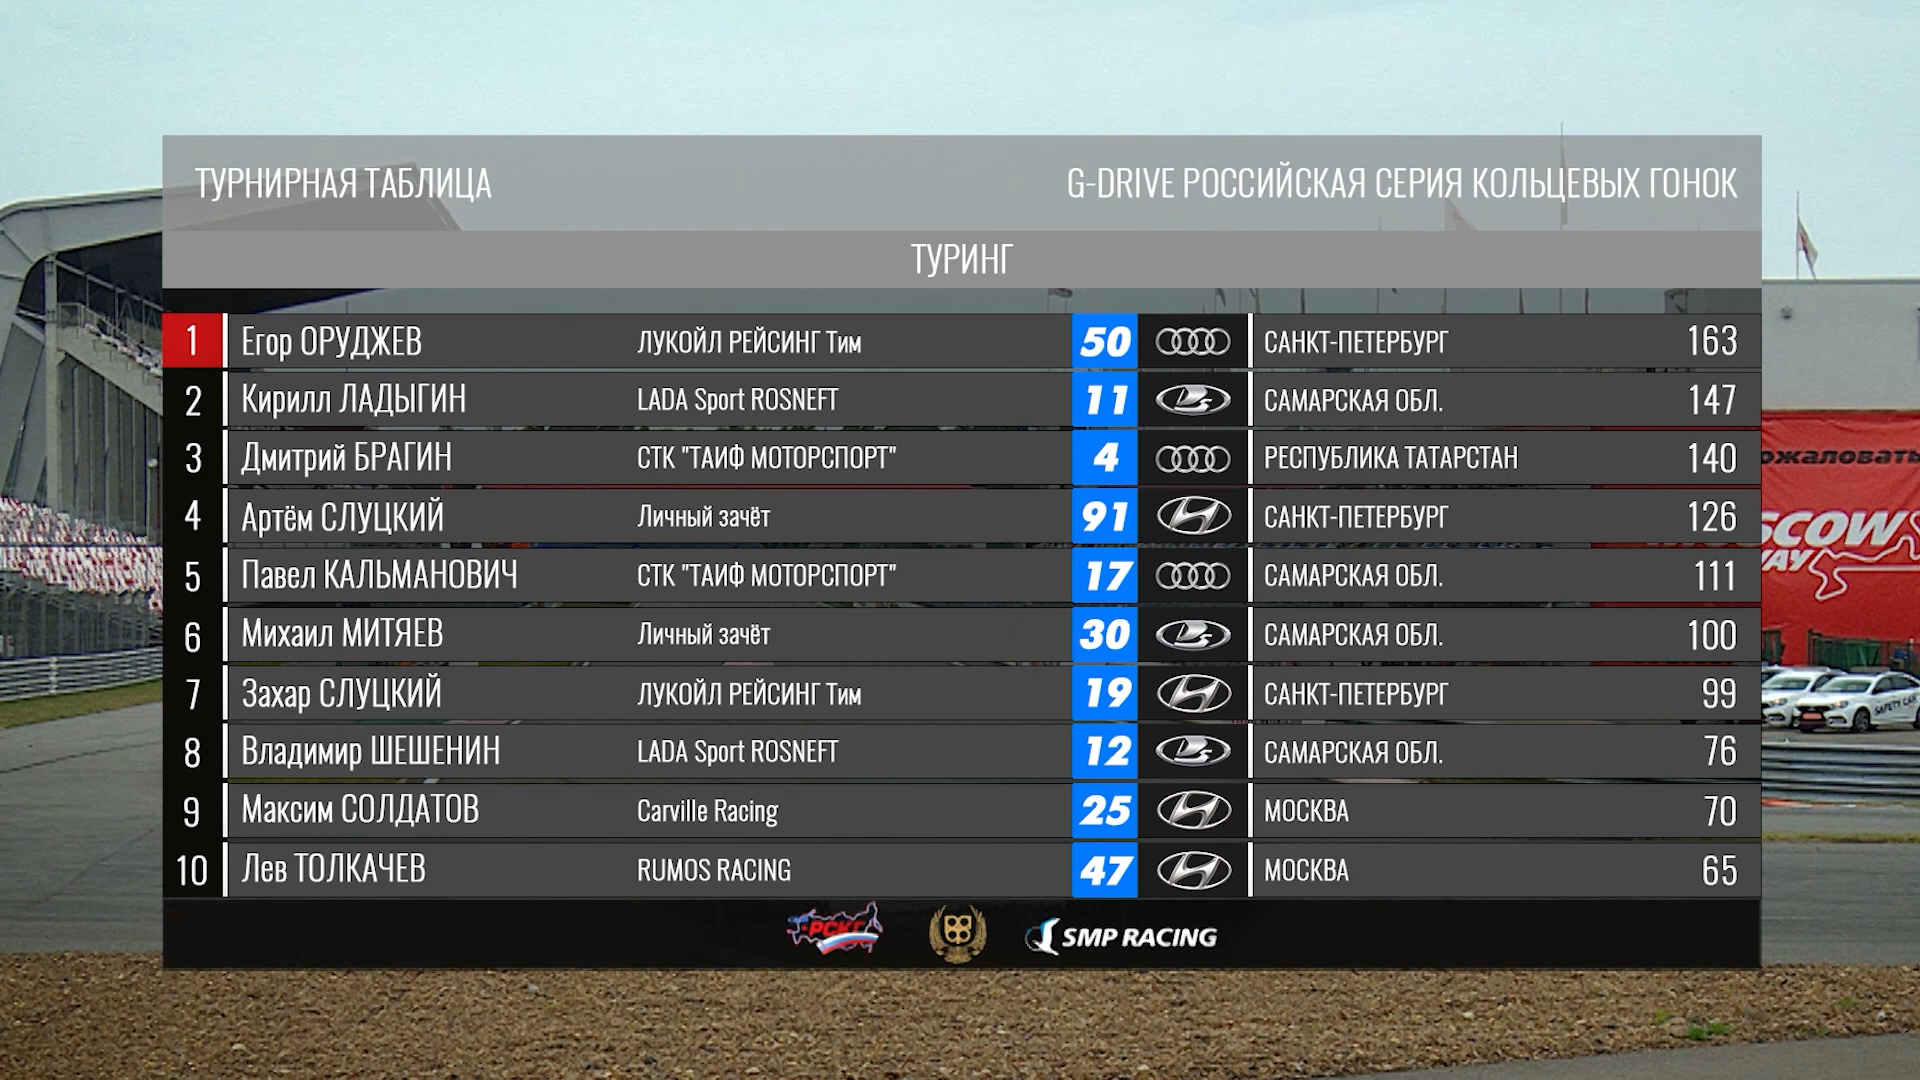 ТУРНИРНАЯ ТАБЛИЦА G-DRIVE РОССИЙСКАЯ СЕРИЯ КОЛЬЦЕВЫХ ГОНОК
ТУРИНГ
1 Егор ОРУДЖЕВ ЛУКОЙЛ РЕЙСИНГ Тим 50 САНКТ-ПЕТЕРБУРГ 163
2 Кирилл ЛАДЫГИН LADA Sport ROSNEFT 11 САМАРСКАЯ ОБЛ. 147
3 Дмитрий БРАГИН СТК "ТАИФ МОТОРСПОРТ" 4 РЕСПУБЛИКА ТАТАРСТАН 140
4 Артём СЛУЦКИЙ Личный зачёт 91 САНКТ-ПЕТЕРБУРГ 126
5 Павел КАЛЬМАНОВИЧ СТК "ТАИФ МОТОРСПОРТ" 17 САМАРСКАЯ ОБЛ. 111
6 Михаил МИТЯЕВ Личный зачёт 30 САМАРСКАЯ ОБЛ. 100
7 Захар СЛУЦКИЙ ЛУКОЙЛ РЕЙСИНГ Тим 19 САНКТ-ПЕТЕРБУРГ 99
8 Владимир ШЕШЕНИН LADA Sport ROSNEFT 12 САМАРСКАЯ ОБЛ. 76
9 Максим СОЛДАТОВ Carville Racing 25 МОСКВА 70
10 Лев ТОЛКАЧЕВ RUMOS RACING 47 МОСКВА 65
РСКГ SMP RACING
ожаловать
SCOW
WAY
SAFETY CAR